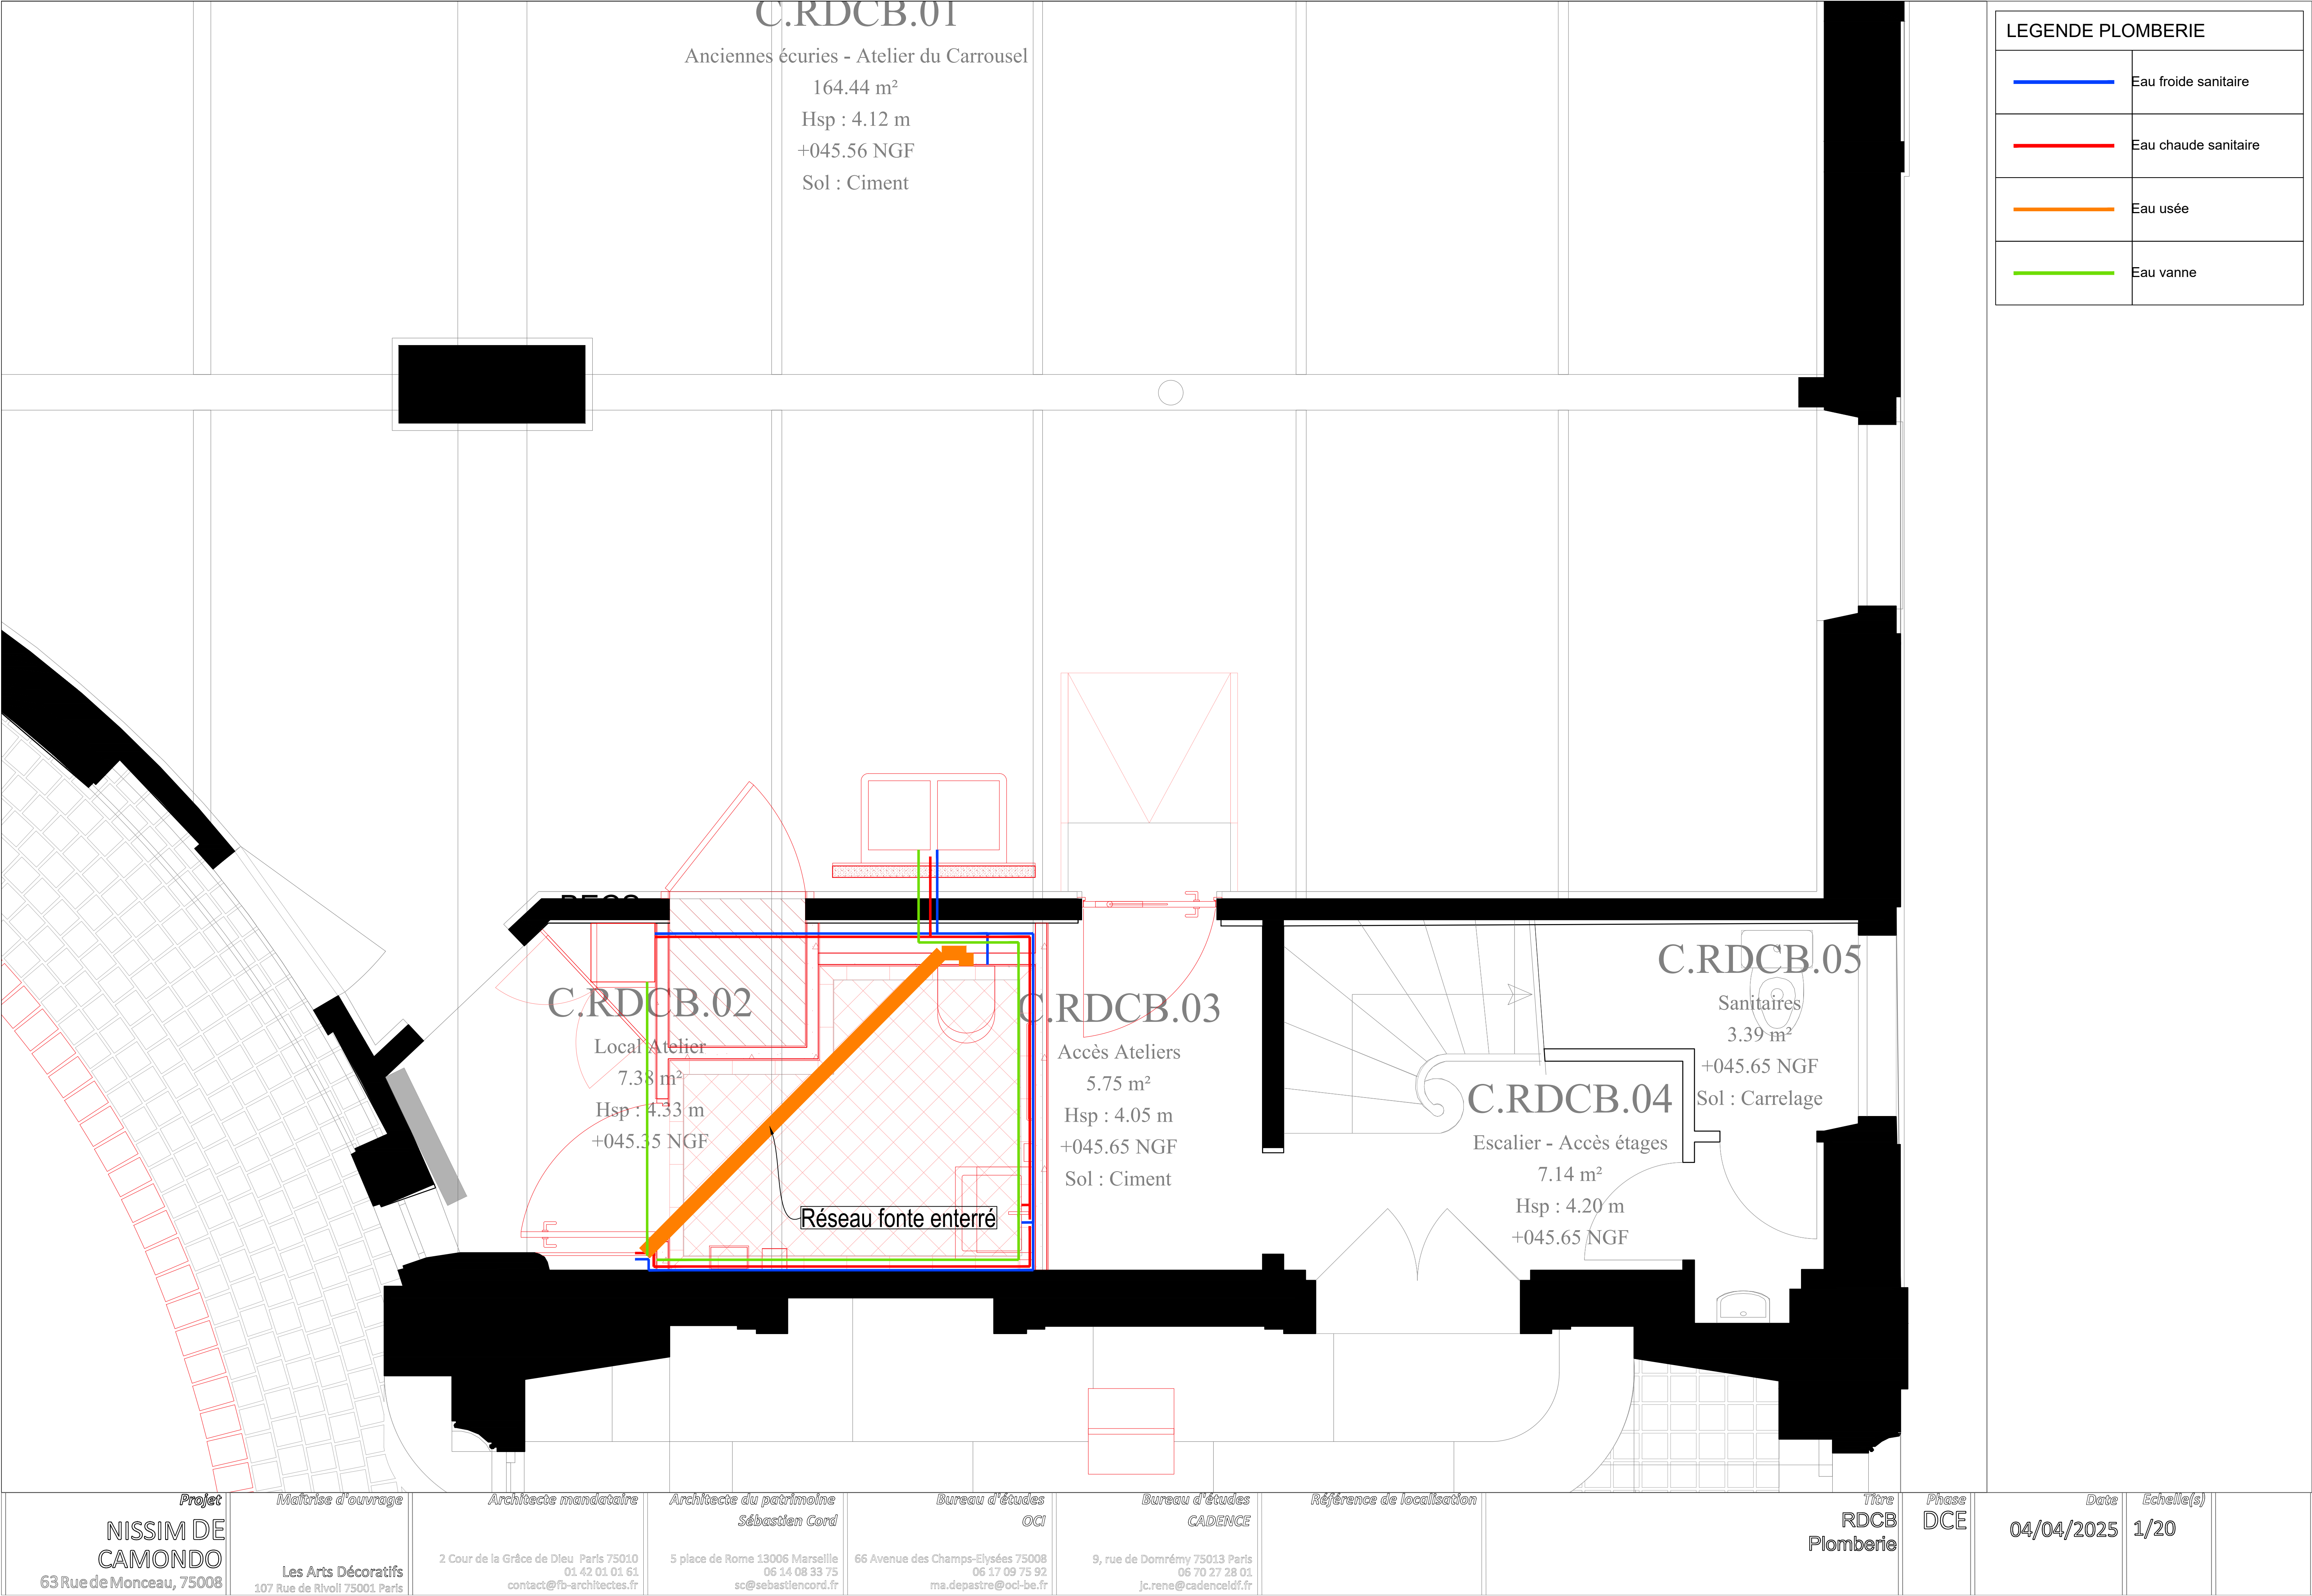 C.RDCB.01
Anciennes écuries - Atelier du Carrousel
164.44 m²
Hsp : 4.12 m
+045.56 NGF
Sol : Ciment
LEGENDE PLOMBERIE
Eau froide sanitaire
Eau chaude sanitaire
Eau usée
Eau vanne
C.RDCB.02
Local Atelier
7.38 m²
Hsp : 4.33 m
+045.35 NGF
C.RDCB.03
Accès Ateliers
5.75 m²
Hsp : 4.05 m
+045.65 NGF
Sol : Ciment
Réseau fonte enterré
C.RDCB.04
Escalier - Accès étages
7.14 m²
Hsp : 4.20 m
+045.65 NGF
C.RDCB.05
Sanitaires
3.39 m²
+045.65 NGF
Sol : Carrelage
Projet
NISSIM DE
CAMONDO
63 Rue de Monceau, 75008
Maîtrise d'ouvrage
Les Arts Décoratifs
107 Rue de Rivoli 75001 Paris
Architecte mandataire
2 Cour de la Grâce de Dieu Paris 75010
01 42 01 01 61
contact@fb-architectes.fr
Architecte du patrimoine
Sébastien Cord
5 place de Rome 13006 Marseille
06 14 08 33 75
sc@sebastiencord.fr
Bureau d'études
OCI
66 Avenue des Champs-Elysées 75008
06 17 09 75 92
ma.depastre@oci-be.fr
Bureau d'études
CADENCE
9, rue de Domrémy 75013 Paris
06 70 27 28 01
jc.rene@cadenceidf.fr
Référence de localisation
Titre
RDCB
Plomberie
Phase
DCE
Date
04/04/2025
Echelle(s)
1/20